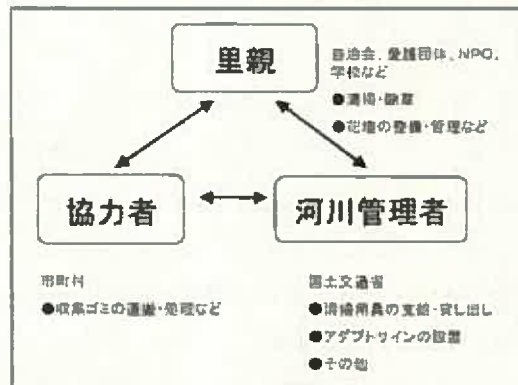 里親
自治会、愛護団体、NPO、
学校など
●清掃・除草
●花壇の整備・管理など
協力者
河川管理者
市町村
●収集ゴミの運搬・処理など
国土交通省
●清掃用具の支給・貸し出し
●アダプトサインの設置
●その他